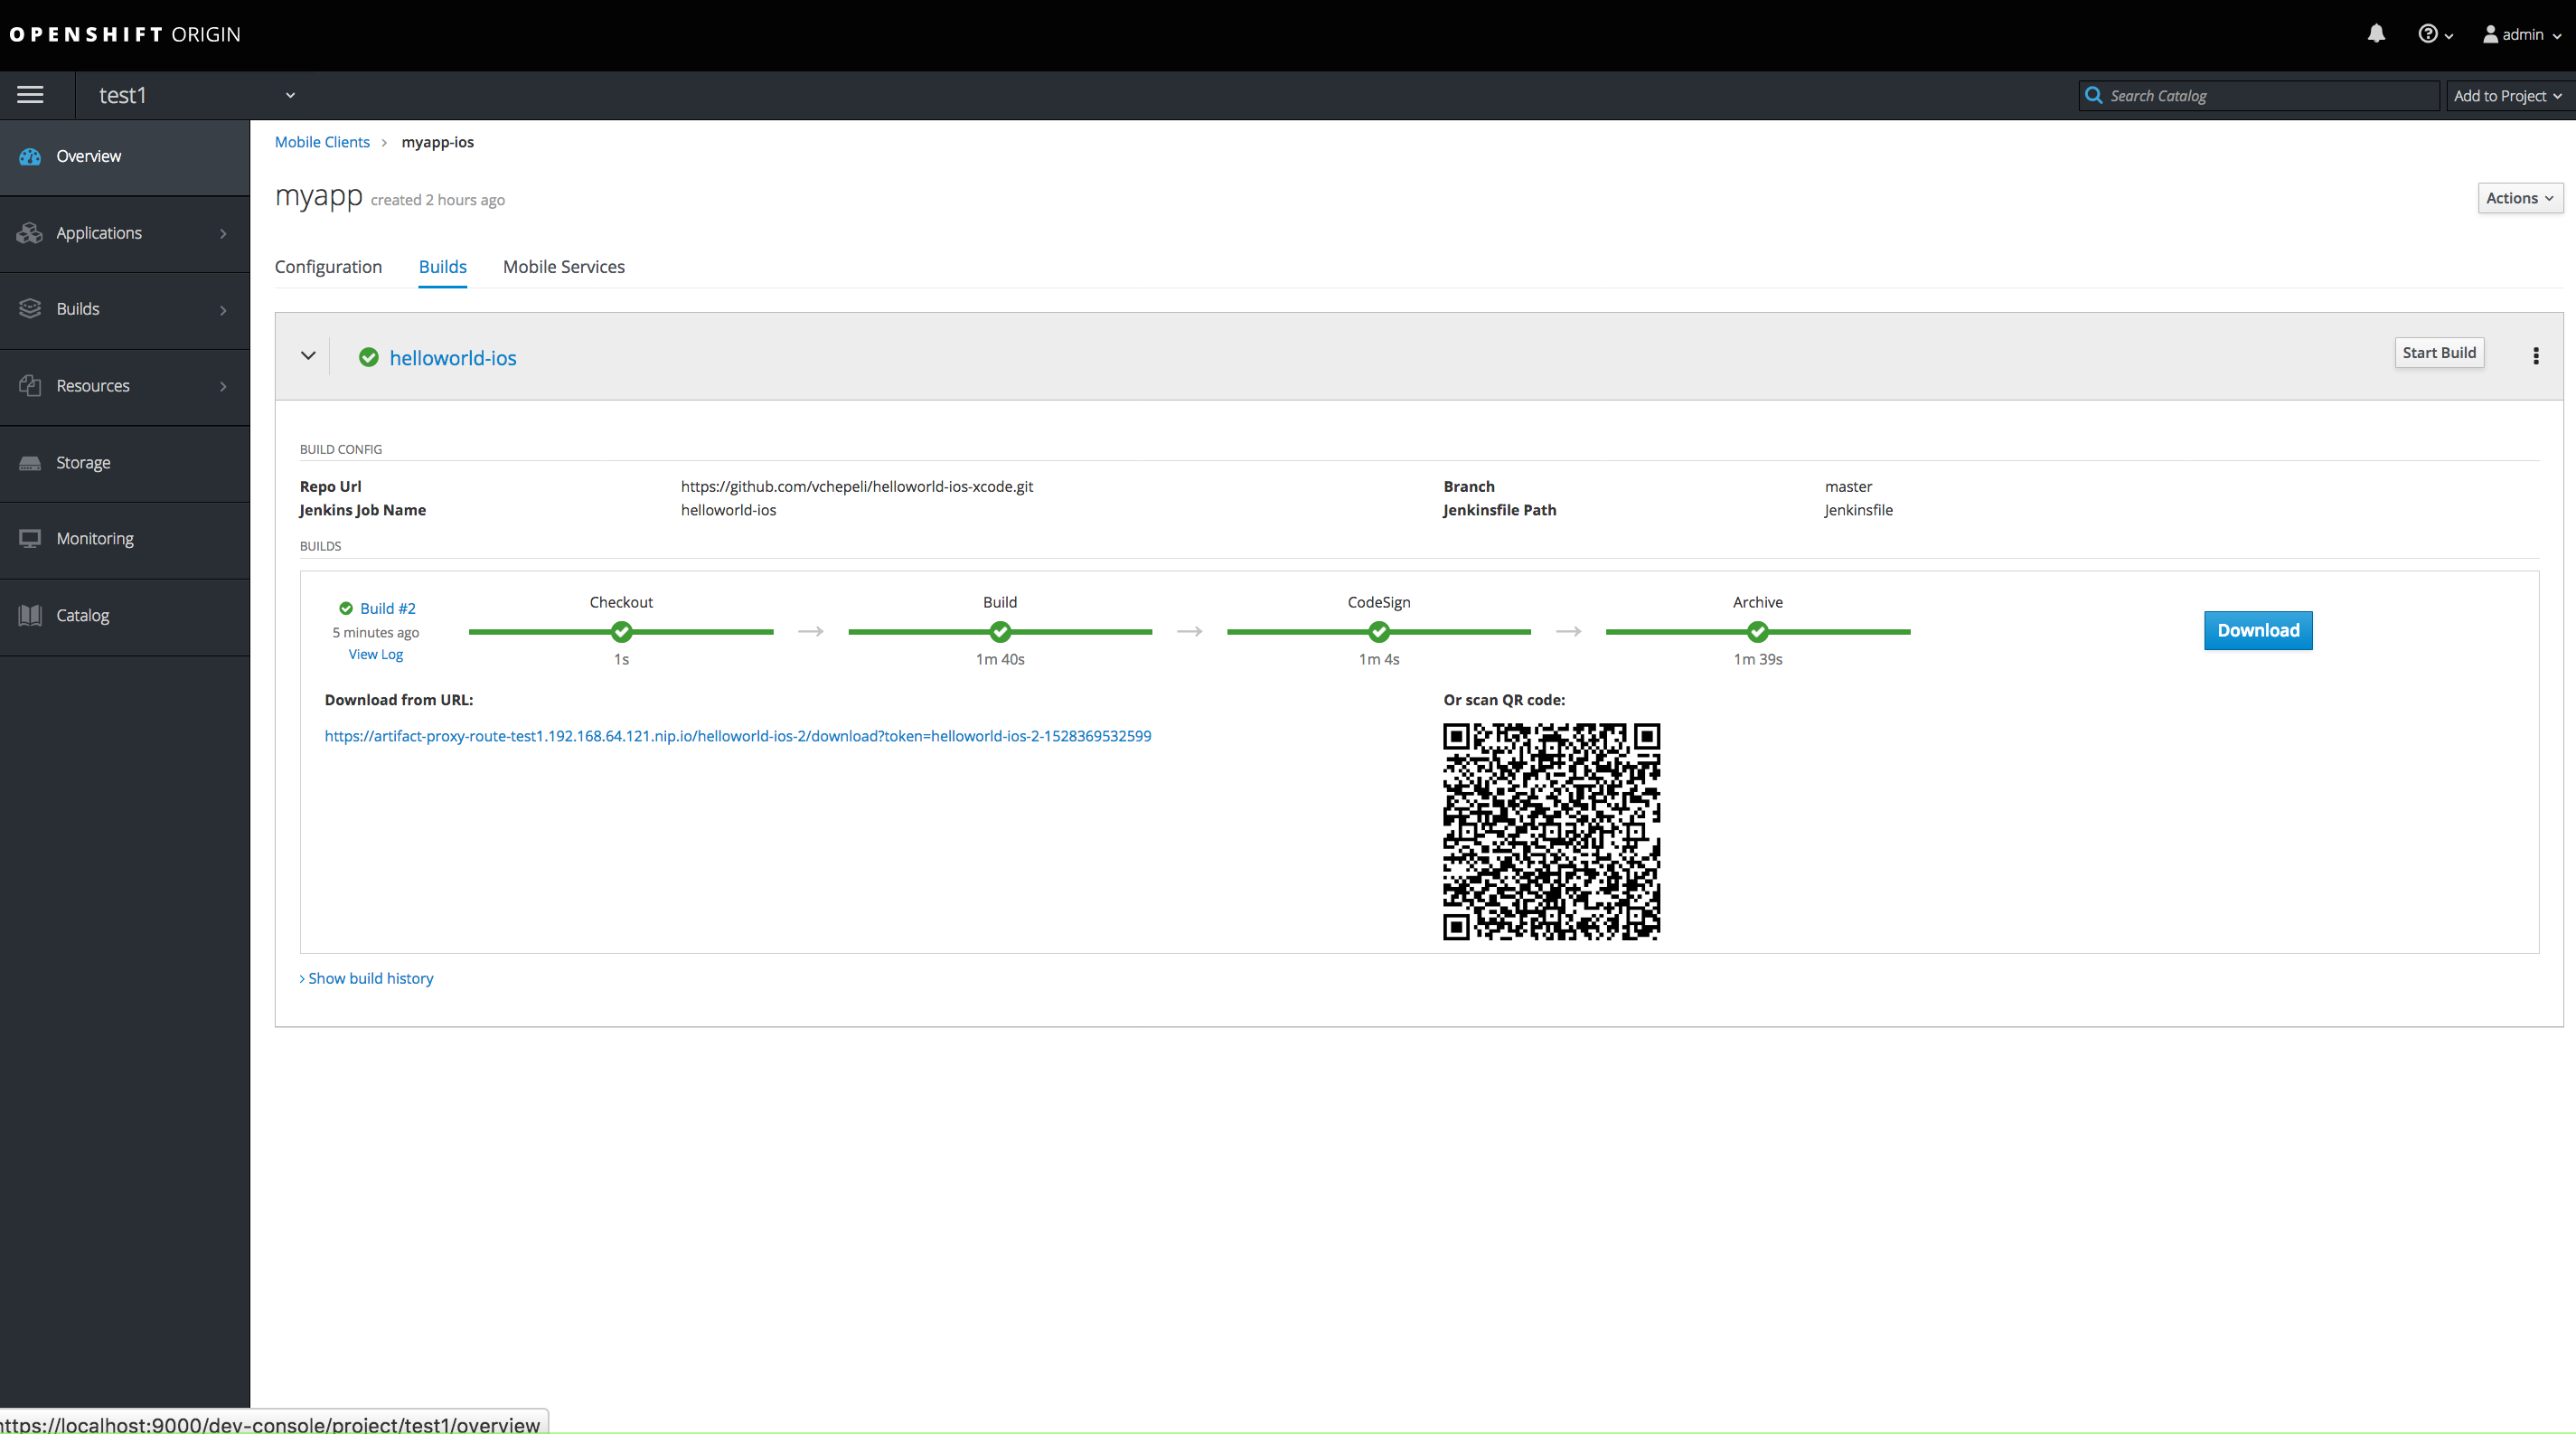 OPENSHIFT ORIGIN
admin
test1
Search Catalog
Add to Project
Overview
Applications
Builds
Resources
Storage
Monitoring
Catalog
Mobile Clients > myapp-ios
myapp created 2 hours ago
Actions
Configuration Builds Mobile Services
helloworld-ios
Start Build
BUILD CONFIG
Repo Url https://github.com/vchepeli/helloworld-ios-xcode.git Branch master
Jenkins Job Name helloworld-ios Jenkinsfile Path Jenkinsfile
BUILDS
Build #2
5 minutes ago
View Log
Checkout
1s
Build
1m 40s
CodeSign
1m 4s
Archive
1m 39s
Download
Download from URL:
https://artifact-proxy-route-test1.192.168.64.121.nip.io/helloworld-ios-2/download?token=helloworld-ios-2-1528369532599
Or scan QR code:
> Show build history
https://localhost:9000/dev-console/project/test1/overview